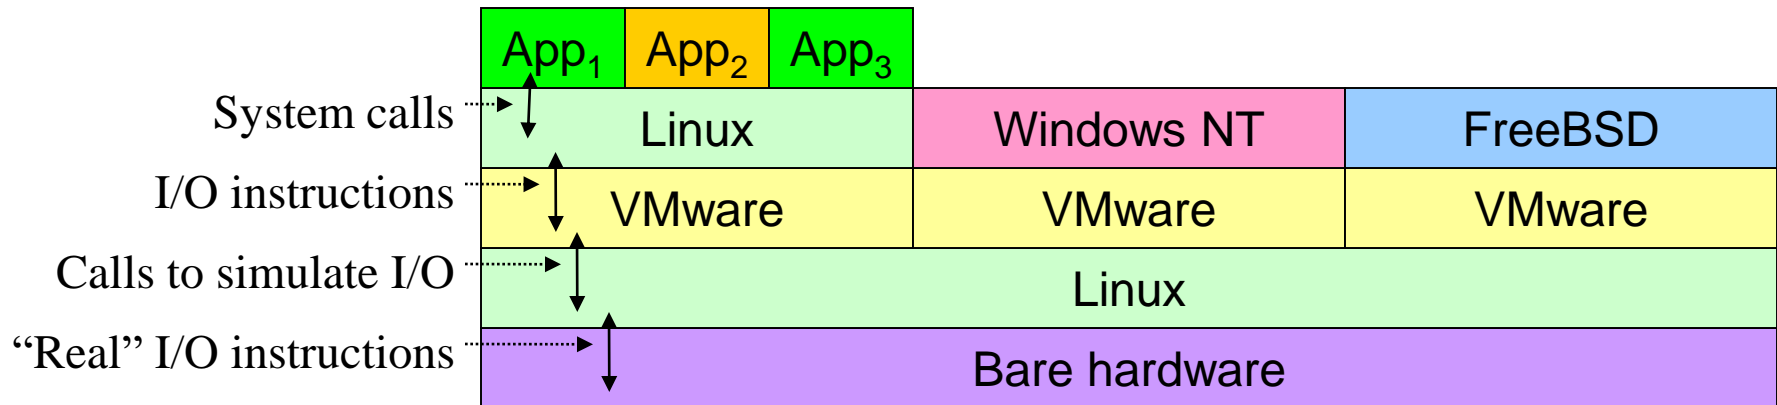 App₁ App₂ App₃
System calls
Linux Windows NT FreeBSD
I/O instructions
VMware VMware VMware
Calls to simulate I/O
Linux
“Real” I/O instructions
Bare hardware